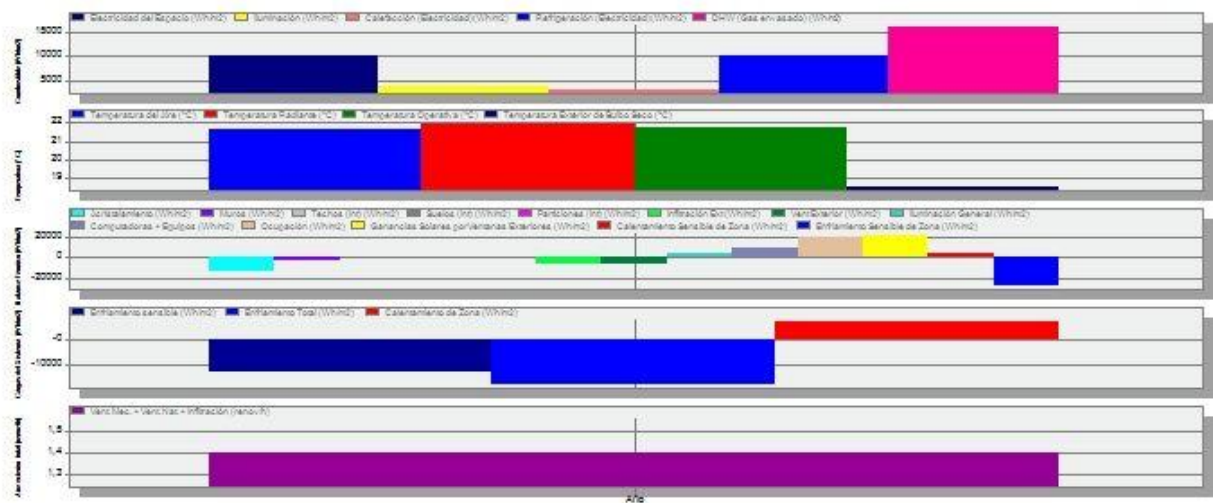 Electricidad del Espacio (Wh/m2) Iluminación (Wh/m2) Calefacción (Electricidad) (Wh/m2) Refrigeración (Electricidad) (Wh/m2) DHW (Gas envasado) (Wh/m2)
15000
10000
5000
Temperatura del Aire (°C) Temperatura Radiante (°C) Temperatura Operativa (°C) Temperatura Exterior de Bulbo Seco (°C)
22
21
20
19
Temperatura (°C)
Acristalamiento (Wh/m2) Muros (Wh/m2) Techos (int) (Wh/m2) Suelos (int) (Wh/m2) Particiones (int) (Wh/m2) Infiltración Ext (Wh/m2) Vent Exterior (Wh/m2) Iluminación General (Wh/m2)
Computadoras + Equipos (Wh/m2) Ocupación (Wh/m2) Ganancias Solares por Ventanas Exteriores (Wh/m2) Calentamiento Sensible de Zona (Wh/m2) Enfriamiento Sensible de Zona (Wh/m2)
20000
0
-20000
Enfriamiento sensible (Wh/m2) Enfriamiento Total (Wh/m2) Calentamiento de Zona (Wh/m2)
-0
-10000
Vent Mec. + Vent Nat + Infiltración (renov/h)
1,5
1,4
1,3
Año